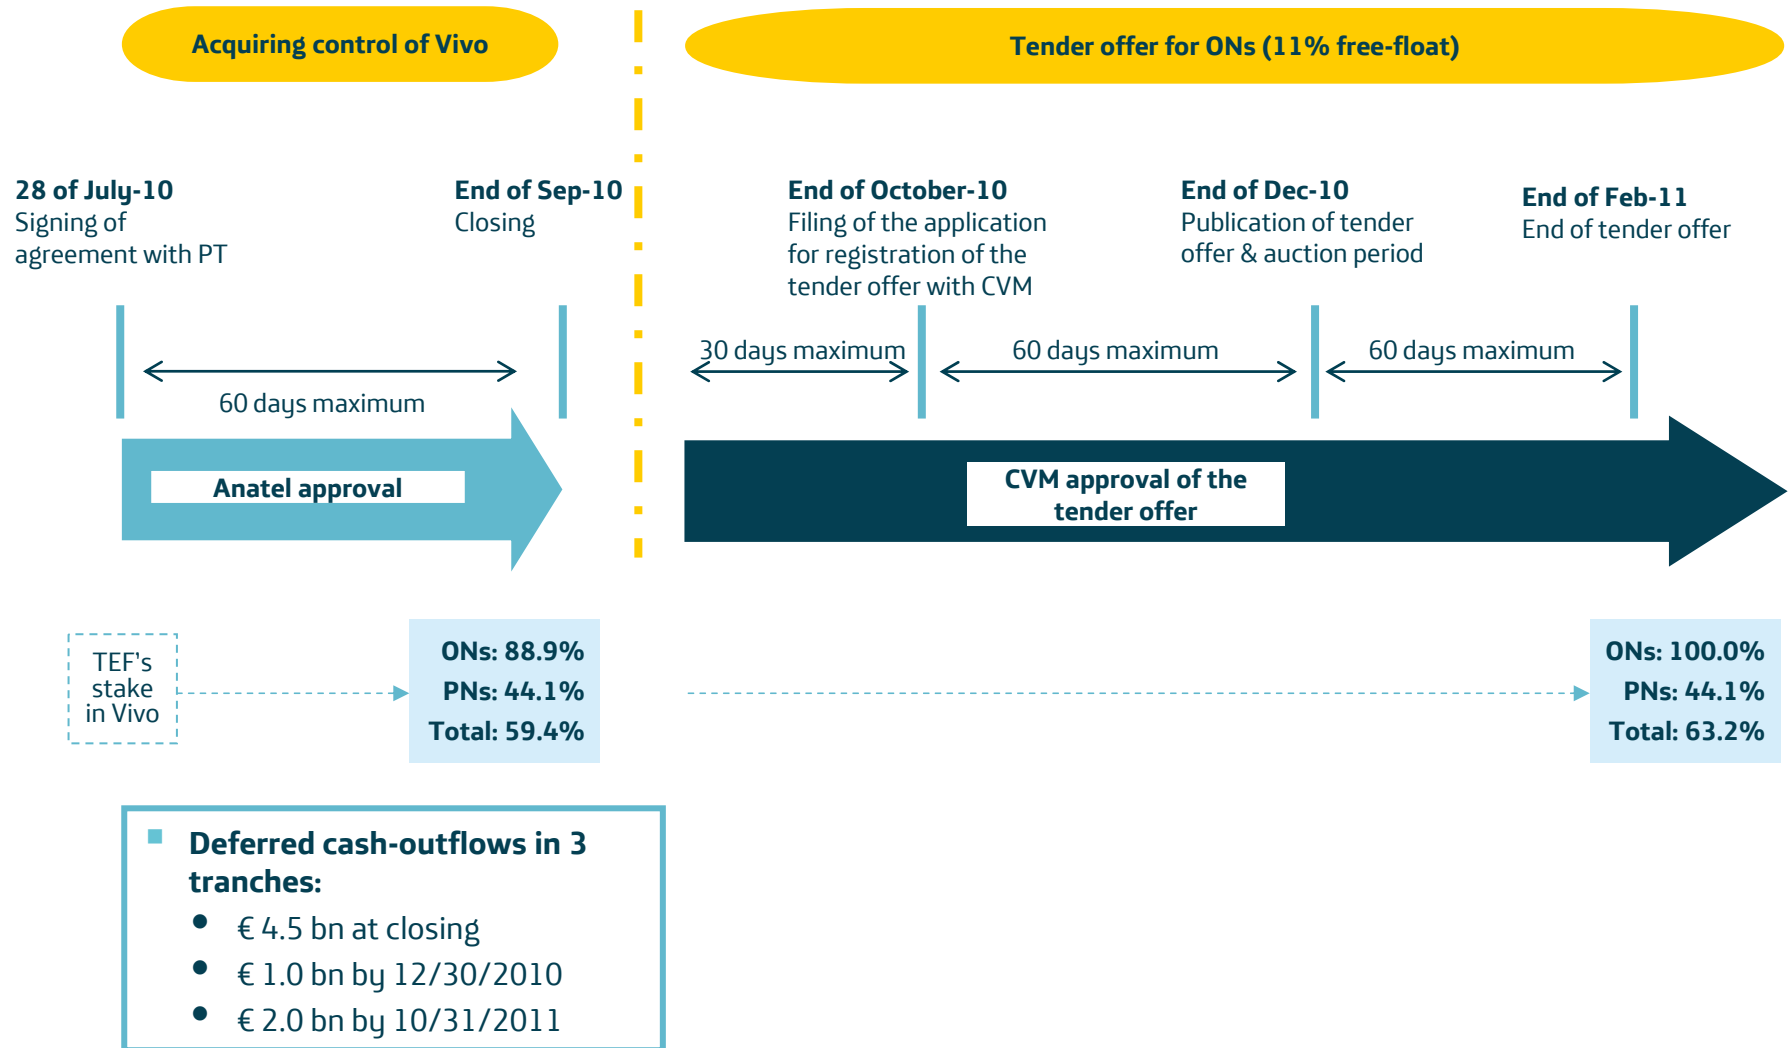 Acquiring control of Vivo
Tender offer for ONs (11% free-float)
28 of July-10
Signing of
agreement with PT
End of Sep-10
Closing
End of October-10
Filing of the application
for registration of the
tender offer with CVM
End of Dec-10
Publication of tender
offer & auction period
End of Feb-11
End of tender offer
60 days maximum
30 days maximum
60 days maximum
60 days maximum
Anatel approval
CVM approval of the
tender offer
TEF's
stake
in Vivo
ONs: 88.9%
PNs: 44.1%
Total: 59.4%
ONs: 100.0%
PNs: 44.1%
Total: 63.2%
Deferred cash-outflows in 3
tranches:
€ 4.5 bn at closing
€ 1.0 bn by 12/30/2010
€ 2.0 bn by 10/31/2011